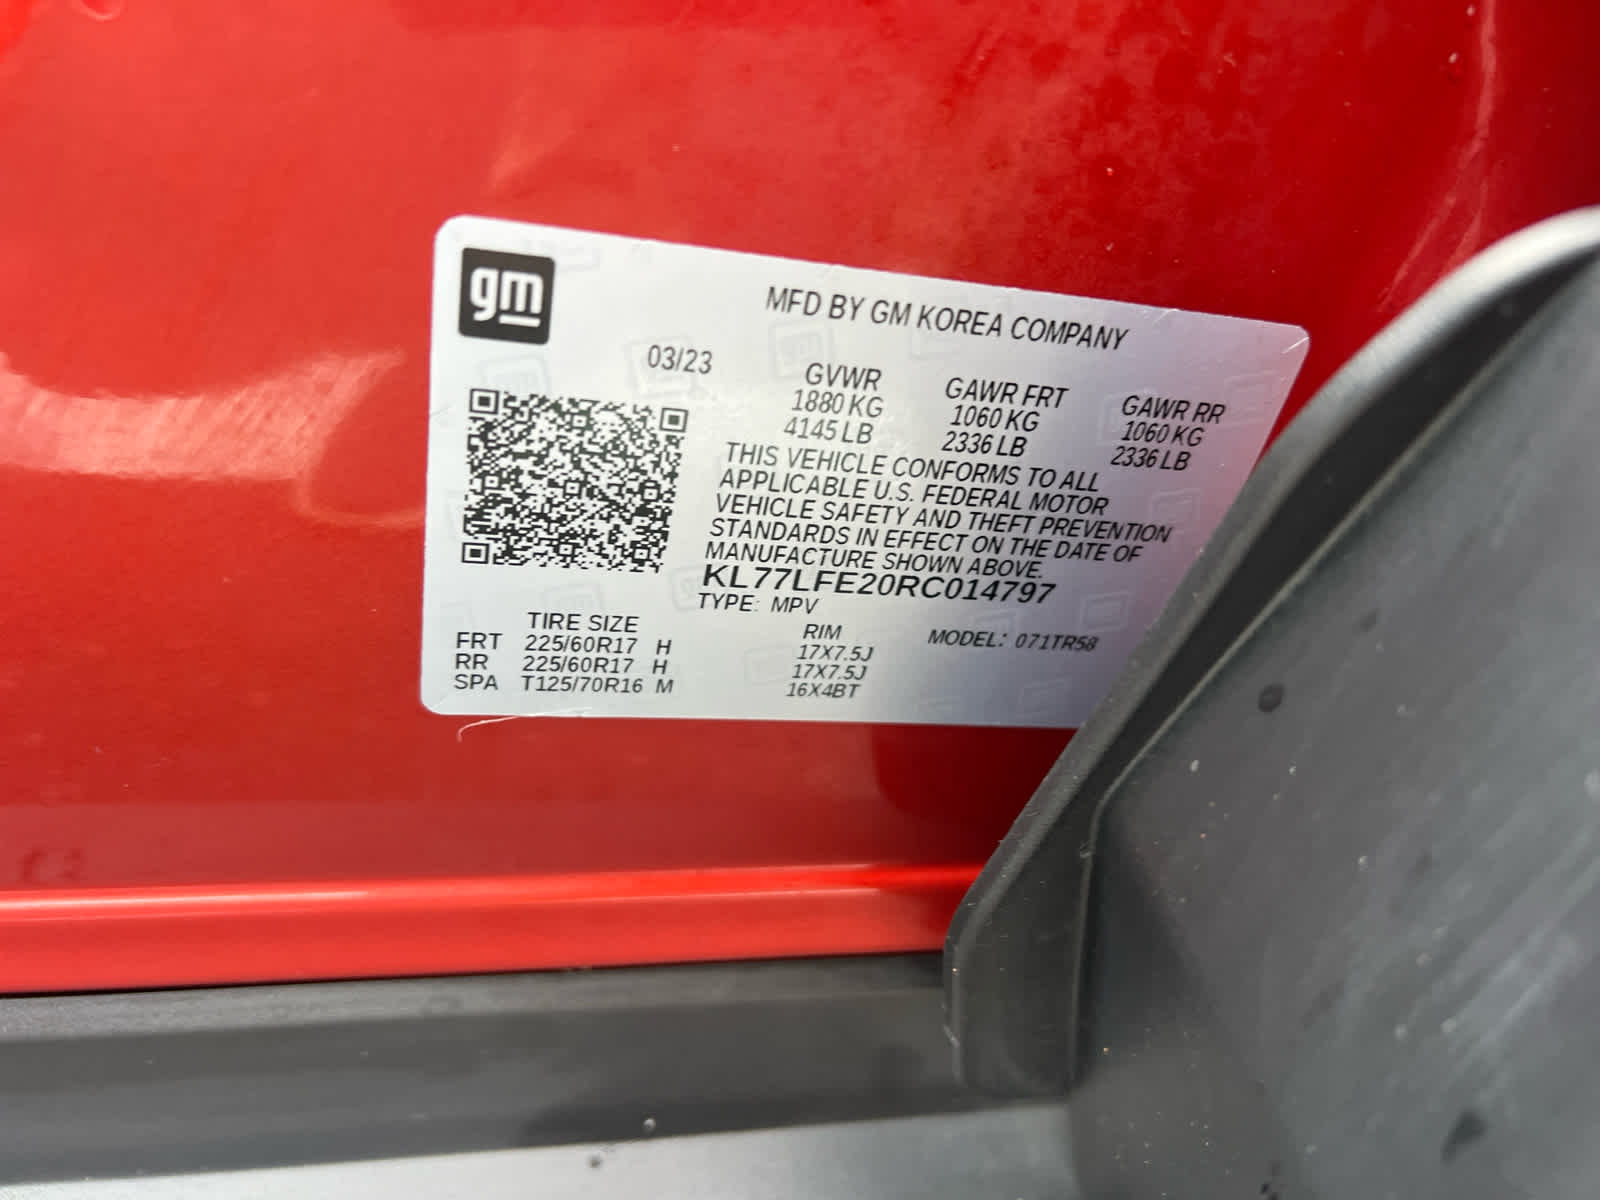 gm
MFD BY GM KOREA COMPANY
03/23
GVWR GAWR FRT GAWR RR
1880 KG 1060 KG 1060 KG
4145 LB 2336 LB 2336 LB
THIS VEHICLE CONFORMS TO ALL
APPLICABLE U.S. FEDERAL MOTOR
VEHICLE SAFETY AND THEFT PREVENTION
STANDARDS IN EFFECT ON THE DATE OF
MANUFACTURE SHOWN ABOVE.
KL77LFE20RC014797
TYPE: MPV MODEL: 071TR58
TIRE SIZE RIM
FRT 225/60R17 H 17X7.5J
RR 225/60R17 H 17X7.5J
SPA T125/70R16 M 16X4BT